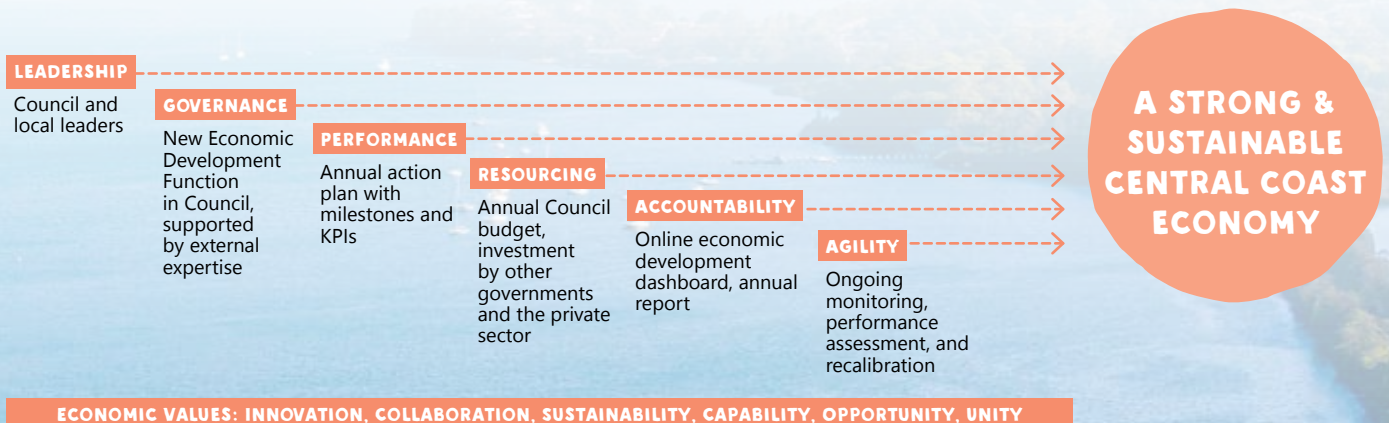 LEADERSHIP
Council and
local leaders
GOVERNANCE
New Economic
Development
Function
in Council,
supported
by external
expertise
PERFORMANCE
Annual action
plan with
milestones and
KPIs
RESOURCING
Annual Council
budget,
investment
by other
governments
and the private
sector
ACCOUNTABILITY
Online economic
development
dashboard, annual
report
AGILITY
Ongoing
monitoring,
performance
assessment, and
recalibration
A STRONG &
SUSTAINABLE
CENTRAL COAST
ECONOMY
ECONOMIC VALUES: INNOVATION, COLLABORATION, SUSTAINABILITY, CAPABILITY, OPPORTUNITY, UNITY